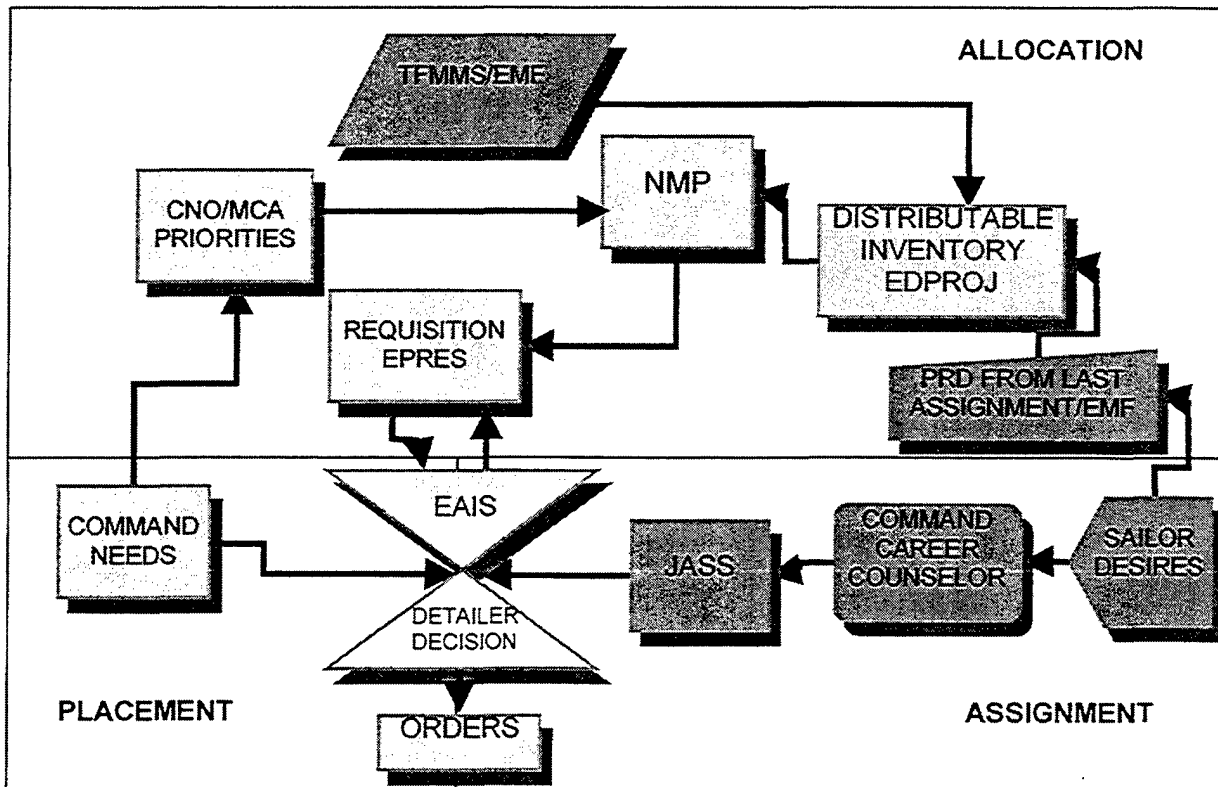 ALLOCATION
TFMMS/EMF
NMP
CNO/MCA
PRIORITIES
DISTRIBUTABLE
INVENTORY
EDPROJ
REQUISITION
EPRES
PRD FROM LAST
ASSIGNMENT/EMF
EAIS
COMMAND
NEEDS
JASS
COMMAND
CAREER
COUNSELOR
SAILOR
DESIRES
DETAILER
DECISION
PLACEMENT
ASSIGNMENT
ORDERS